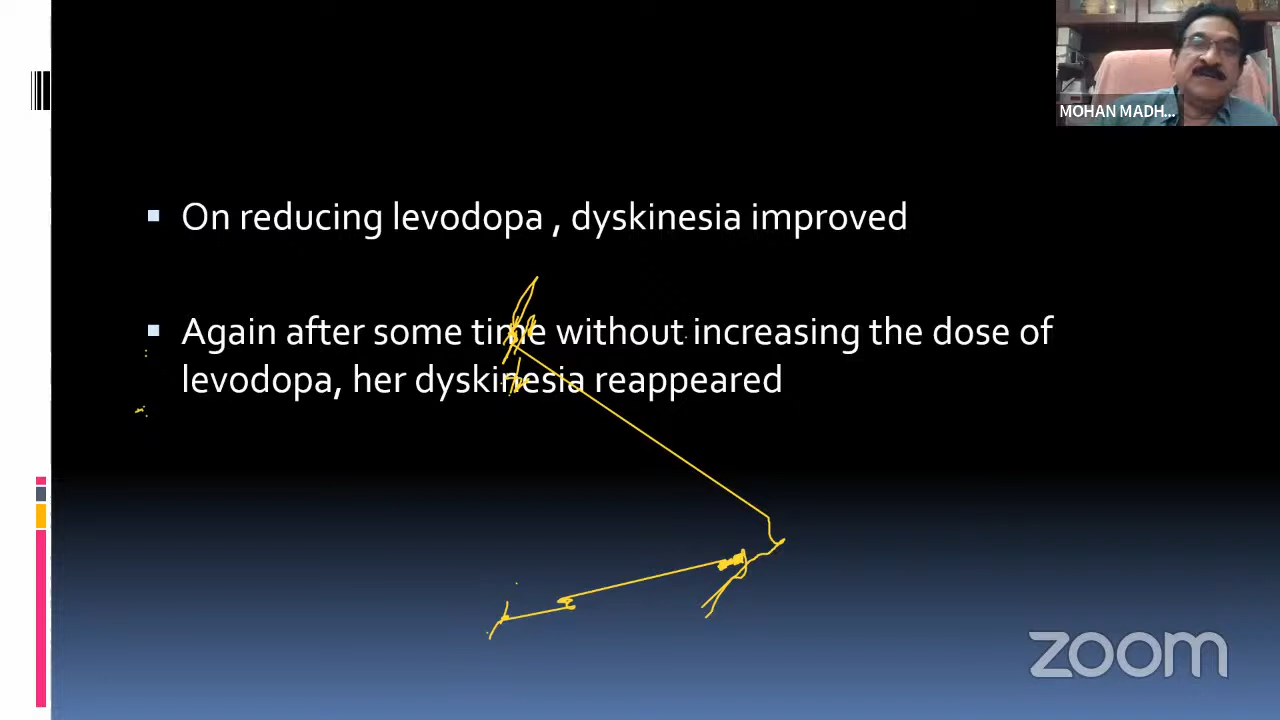 MOHAN MADH...
On reducing levodopa , dyskinesia improved
Again after some time without increasing the dose of
levodopa, her dyskinesia reappeared
zoom